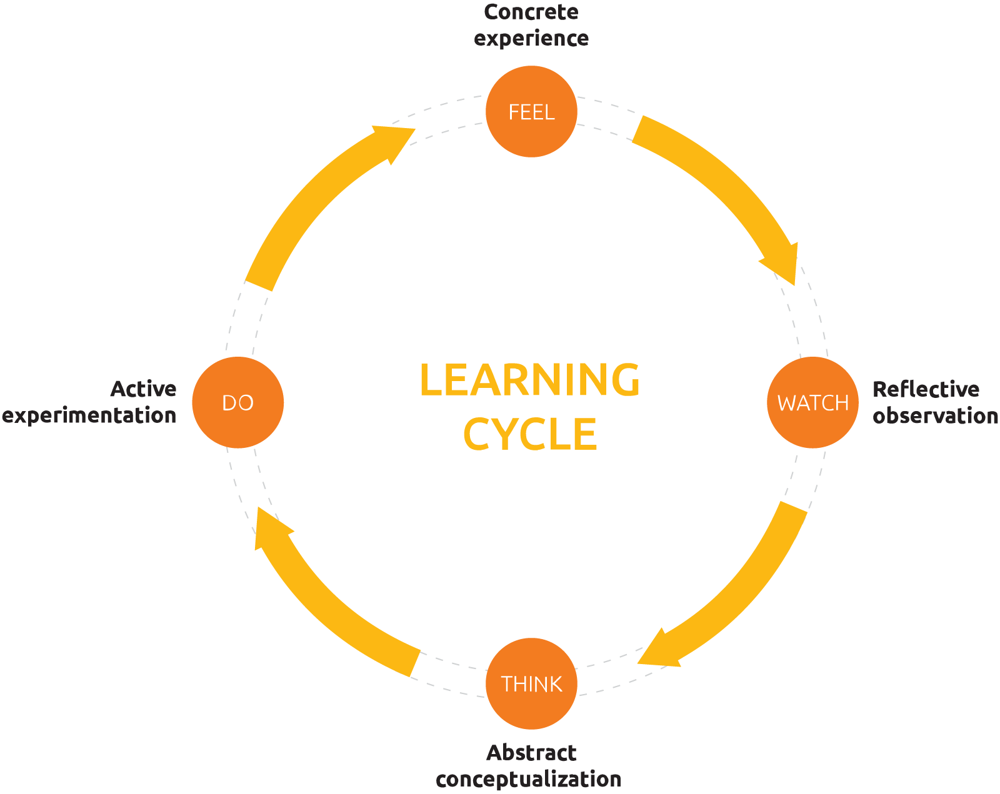 Concrete
experience
FEEL
LEARNING
CYCLE
Active
experimentation
DO
WATCH
Reflective
observation
THINK
Abstract
conceptualization